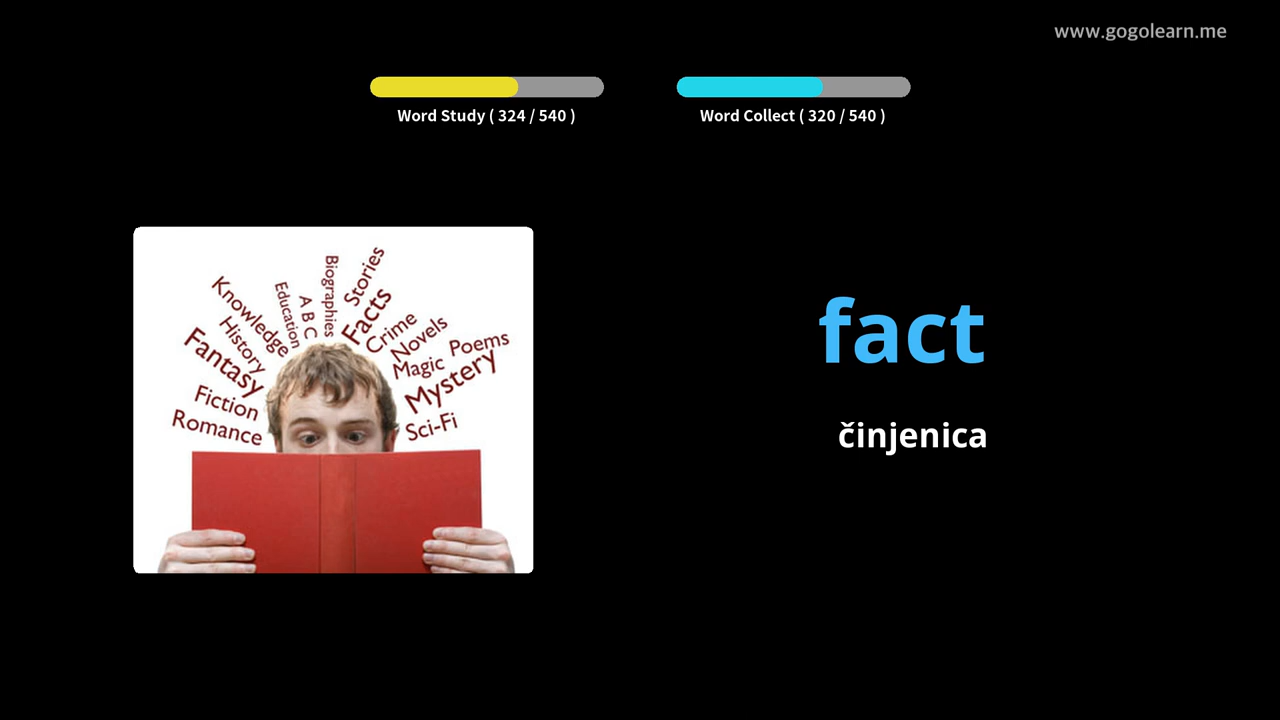 www.gogolearn.me
Word Study ( 324 / 540 )
Word Collect ( 320 / 540 )
Biographies
Stories
Education
A B C
Facts
Knowledge
Crime
History
Novels
Fantasy
Magic
Poems
Mystery
Fiction
Sci-Fi
Romance
fact
činjenica